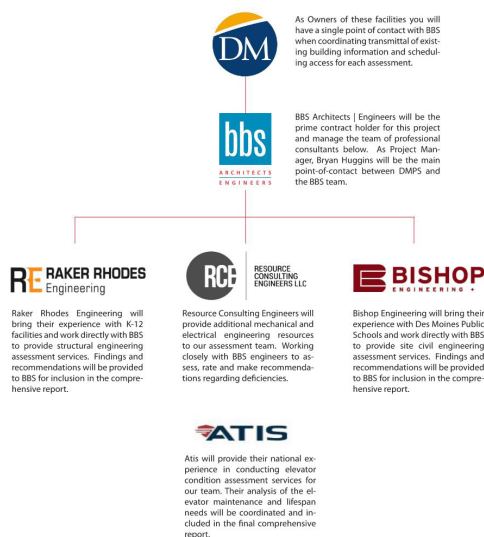 DM
As Owners of these facilities you will
have a single point of contact with BBS
when coordinating transmittal of exist-
ing building information and schedul-
ing access for each assessment.
bbs
ARCHITECTS
ENGINEERS
BBS Architects | Engineers will be the
prime contract holder for this project
and manage the team of professional
consultants below. As Project Man-
ager, Bryan Huggins will be the main
point-of-contact between DMPS and
the BBS team.
RE RAKER RHODES
Engineering
Raker Rhodes Engineering will
bring their experience with K-12
facilities and work directly with BBS
to provide structural engineering
assessment services. Findings and
recommendations will be provided
to BBS for inclusion in the compre-
hensive report.
RCE
RESOURCE
CONSULTING
ENGINEERS LLC
Resource Consulting Engineers will
provide additional mechanical and
electrical engineering resources
to our assessment team. Working
closely with BBS engineers to as-
sess, rate and make recommenda-
tions regarding deficiencies.
BISHOP
ENGINEERING
Bishop Engineering will bring their
experience with Des Moines Public
Schools and work directly with BBS
to provide site civil engineering
assessment services. Findings and
recommendations will be provided
to BBS for inclusion in the compre-
hensive report.
ATIS
Atis will provide their national ex-
perience in conducting elevator
condition assessment services for
our team. Their analysis of the el-
evator maintenance and lifespan
needs will be coordinated and in-
cluded in the final comprehensive
report.